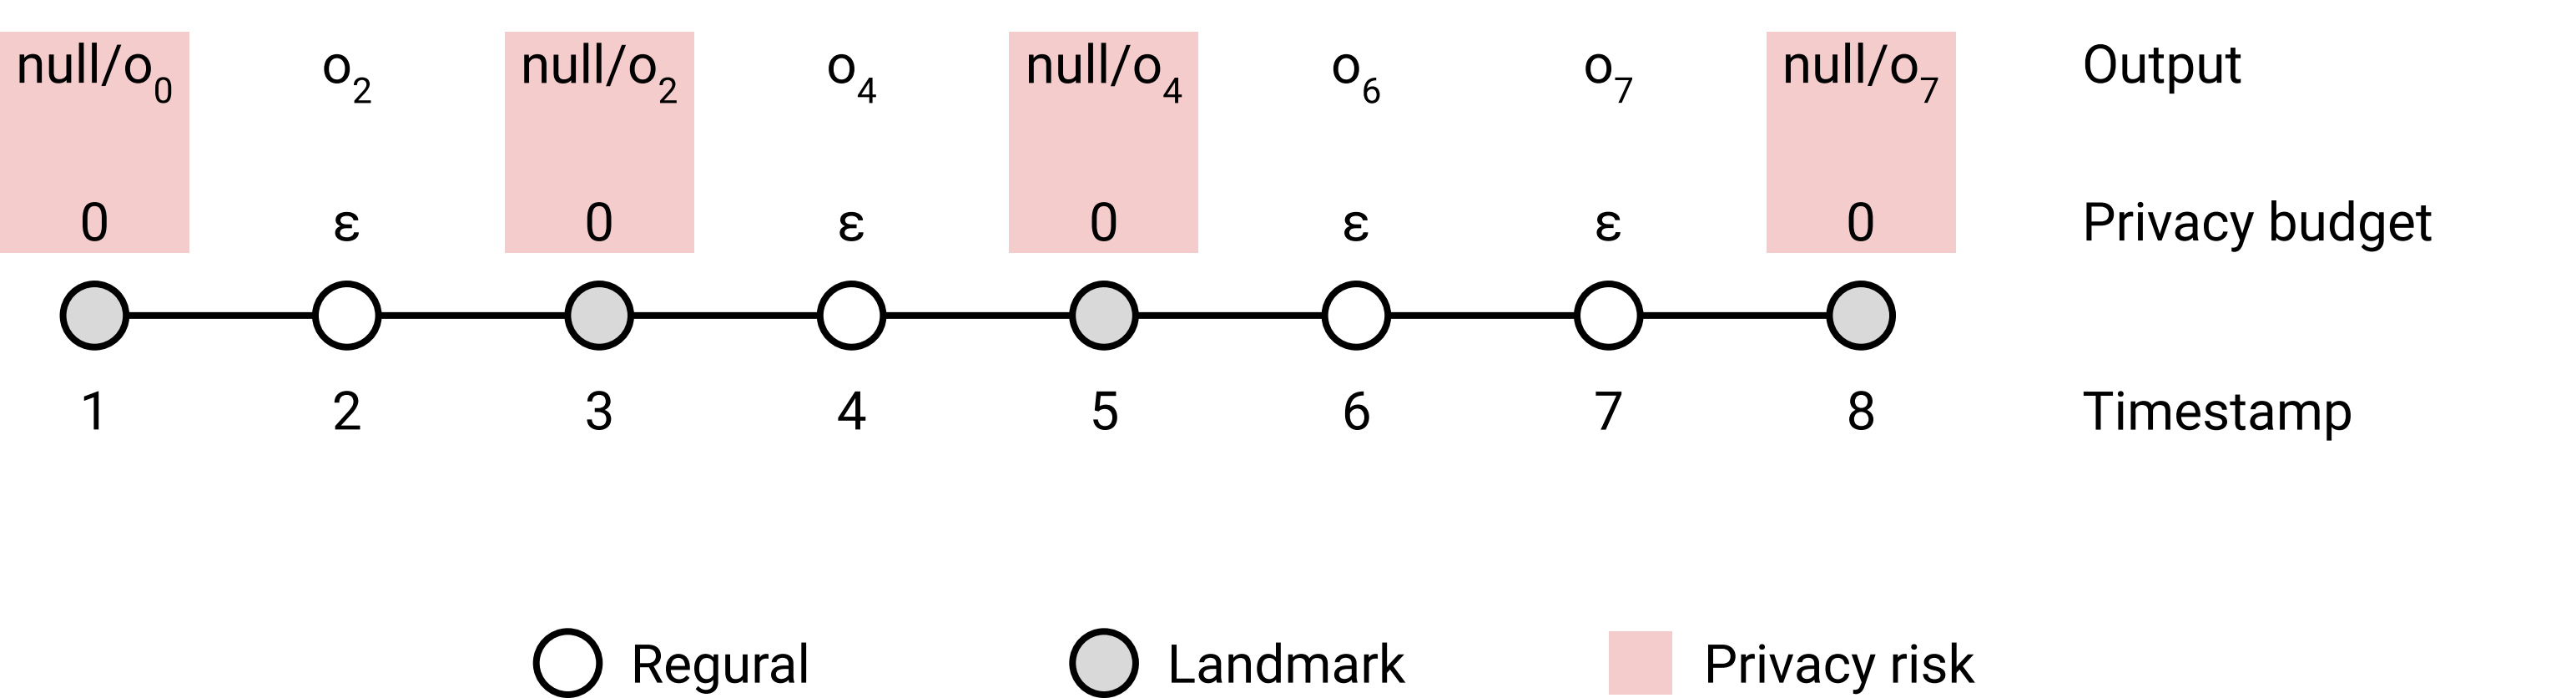 null/o₀ o₂ null/o₂ o₄ null/o₄ o₆ o₇ null/o₇ Output
0 ε 0 ε 0 ε ε 0 Privacy budget
1 2 3 4 5 6 7 8 Timestamp
Regural Landmark Privacy risk